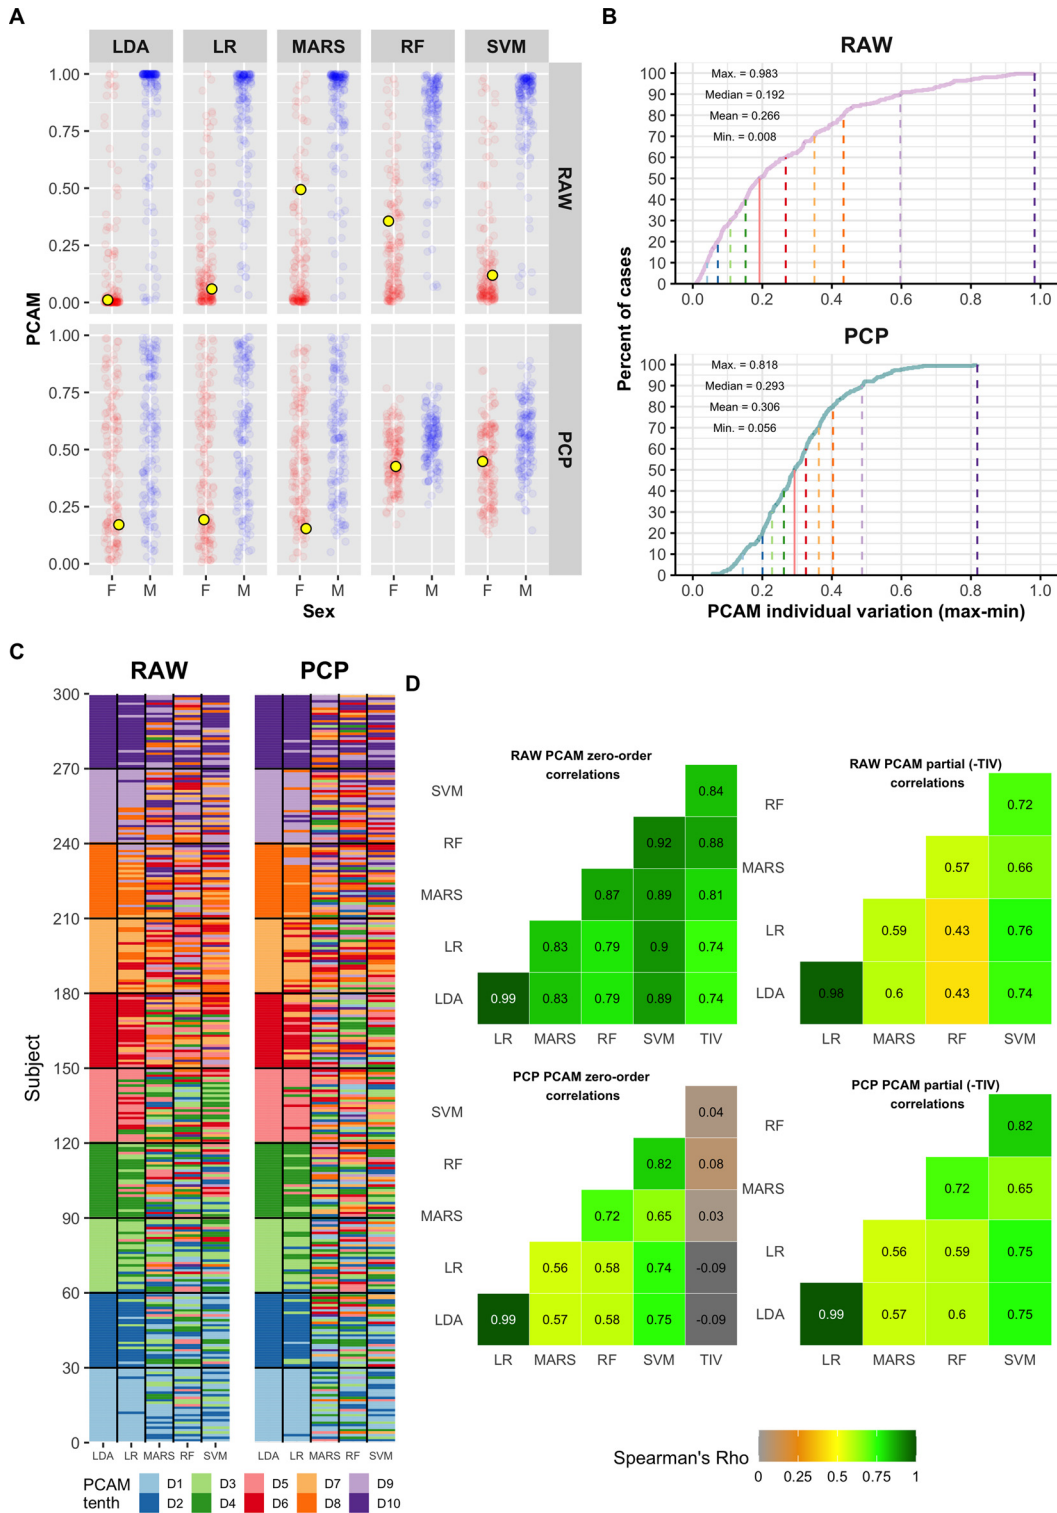 A
LDA LR MARS RF SVM
1.00
0.75
0.50
0.25
0.00
RAW
1.00
0.75
0.50
0.25
0.00
PCP
PCAM
F M F M F M F M F M
Sex
B
RAW
100
90
80
70
60
50
40
30
20
10
0
Max. = 0.983
Median = 0.192
Mean = 0.266
Min. = 0.008
0.0 0.2 0.4 0.6 0.8 1.0
Percent of cases
PCP
100
90
80
70
60
50
40
30
20
10
0
Max. = 0.818
Median = 0.293
Mean = 0.306
Min. = 0.056
0.0 0.2 0.4 0.6 0.8 1.0
PCAM individual variation (max-min)
C
RAW PCP
300
270
240
210
180
150
120
90
60
30
0
Subject
LDA LR MARS RF SVM LDA LR MARS RF SVM
PCAM tenth
D1 D3 D5 D7 D9
D2 D4 D6 D8 D10
D
RAW PCAM zero-order
correlations
SVM 0.84
RF 0.92 0.88
MARS 0.87 0.89 0.81
LR 0.83 0.79 0.9 0.74
LDA 0.99 0.83 0.79 0.89 0.74
LR MARS RF SVM TIV
RAW PCAM partial (-TIV)
correlations
RF 0.72
MARS 0.57 0.66
LR 0.59 0.43 0.76
LDA 0.98 0.6 0.43 0.74
LR MARS RF SVM
PCP PCAM zero-order
correlations
SVM 0.04
RF 0.82 0.08
MARS 0.72 0.65 0.03
LR 0.56 0.58 0.74 -0.09
LDA 0.99 0.57 0.58 0.75 -0.09
LR MARS RF SVM TIV
PCP PCAM partial (-TIV)
correlations
RF 0.82
MARS 0.72 0.65
LR 0.56 0.59 0.75
LDA 0.99 0.57 0.6 0.75
LR MARS RF SVM
Spearman's Rho
0 0.25 0.5 0.75 1